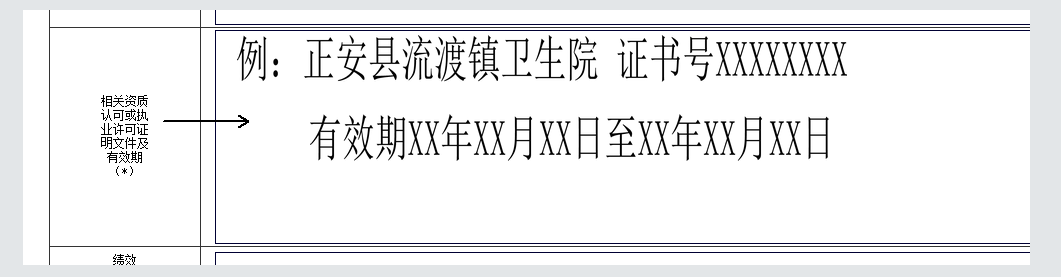 例：正安县流渡镇卫生院 证书号XXXXXXXX
相关资质
认可或执
业许可证
明文件及
有效期
（*）
有效期XX年XX月XX日至XX年XX月XX日
绩效